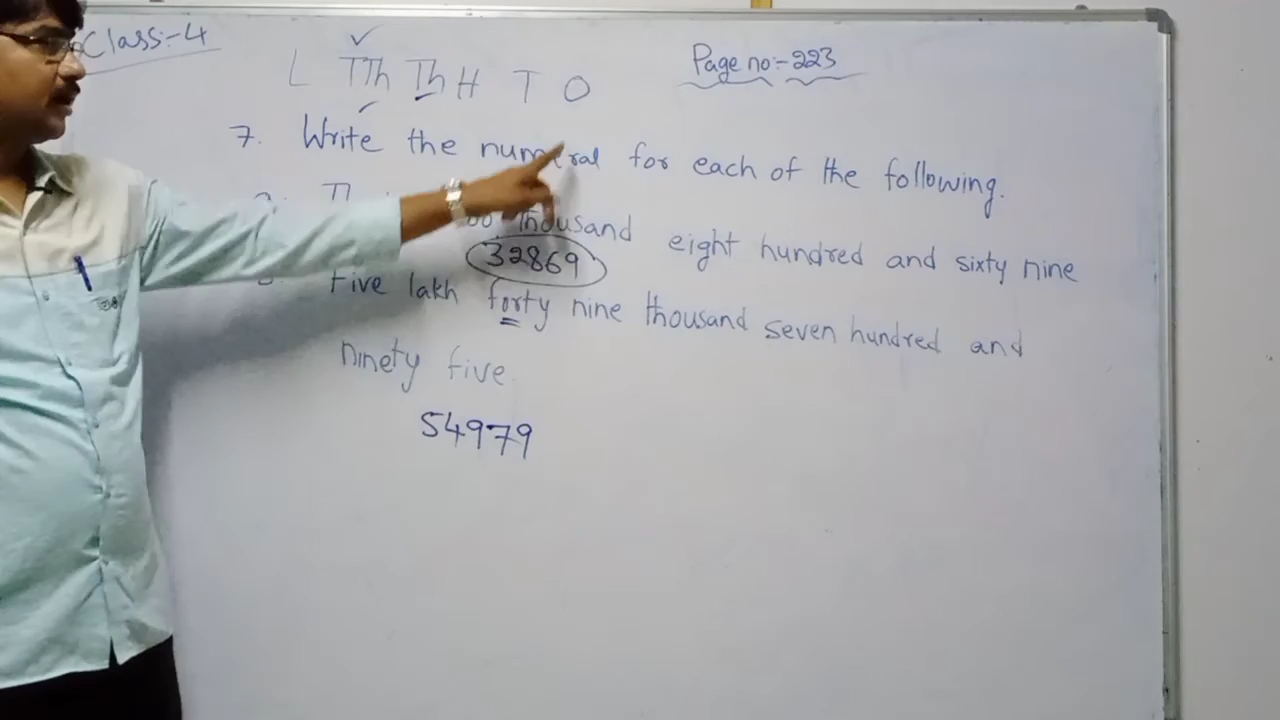 Class:- 4
L TTh Th H T O
Page no:- 223
7. Write the numeral for each of the following.
thousand eight hundred and sixty nine
32869
Five lakh forty nine thousand seven hundred and
ninety five
54979